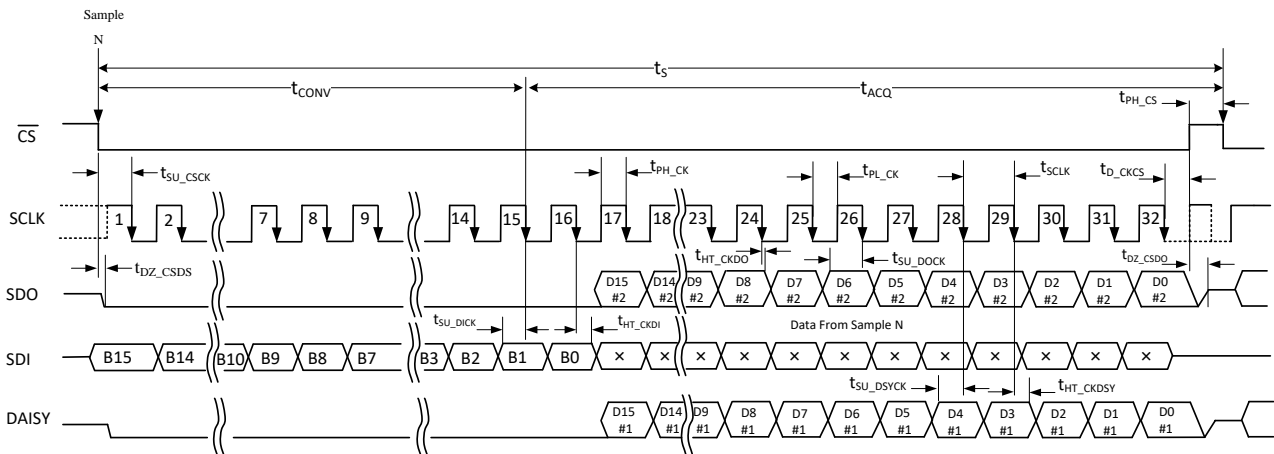 Sample
N
tS
tCONV
tACQ
tPH_CS
CS
tSU_CSCK
tPH_CK
tPL_CK
tSCLK
tD_CKCS
SCLK
1 2 7 8 9 14 15 16 17 18 23 24 25 26 27 28 29 30 31 32
tDZ_CSDS
tHT_CKDO
tSU_DOCK
tDZ_CSDO
SDO
D15 #2
D14 #2
D9 #2
D8 #2
D7 #2
D6 #2
D5 #2
D4 #2
D3 #2
D2 #2
D1 #2
D0 #2
tSU_DICK
tHT_CKDI
Data From Sample N
SDI
B15 B14 B10 B9 B8 B7 B3 B2 B1 B0 × × × × × × × × × × × ×
tSU_DSYCK
tHT_CKDSY
DAISY
D15 #1
D14 #1
D9 #1
D8 #1
D7 #1
D6 #1
D5 #1
D4 #1
D3 #1
D2 #1
D1 #1
D0 #1